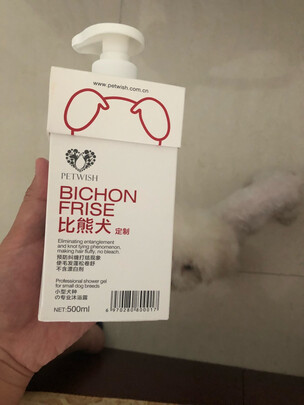 www.petwish.com.cn
PETWISH
BICHON
FRISE
比熊犬 定制
Eliminating entanglement
and knot tying phenomenon,
making hair fluffy, no bleach.
预防纠缠打结现象
使毛发蓬松卷舒
不含漂白剂
Professional shower gel
for small dog breeds
小型犬种
の专业沐浴露
NET:500ml
6970280800017